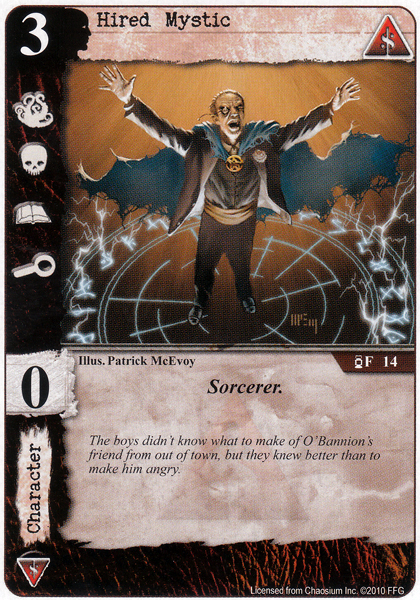 3
Hired Mystic
McEvoy
Illus. Patrick McEvoy
F 14
0
Sorcerer.
The boys didn't know what to make of O'Bannion's
friend from out of town, but they knew better than to
make him angry.
Character
Licensed from Chaosium Inc. ©2010 FFG